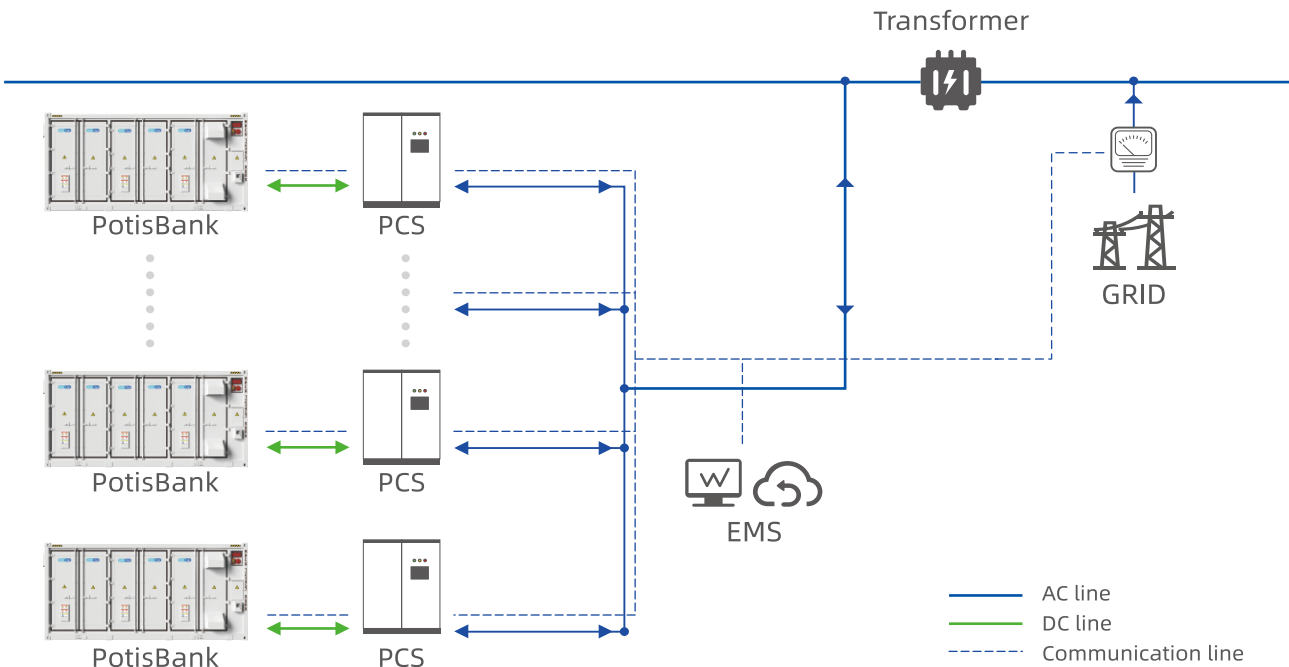 Transformer
PotisBank
PCS
GRID
PotisBank
PCS
EMS
PotisBank
PCS
AC line
DC line
Communication line